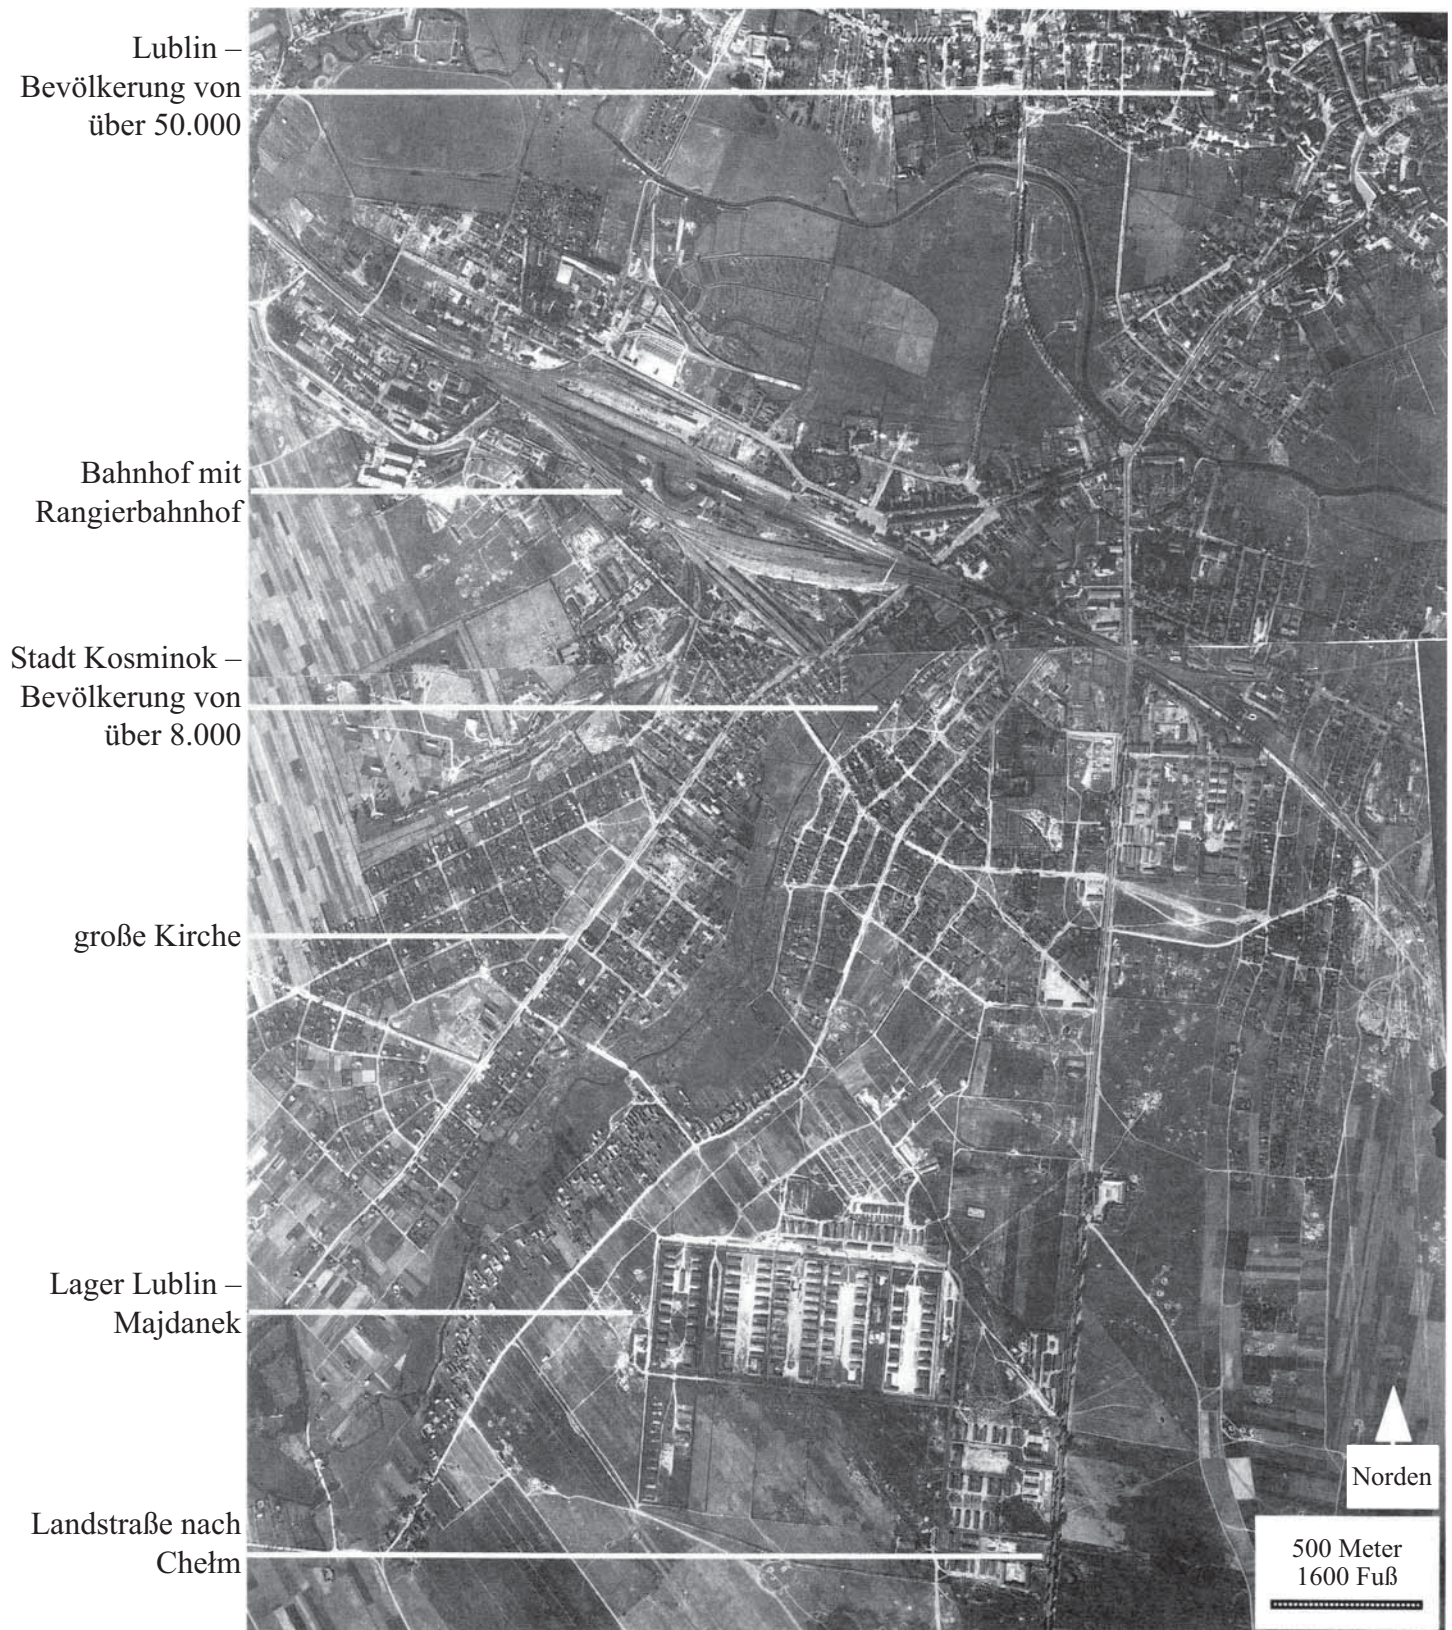 Lublin –
Bevölkerung von
über 50.000
Bahnhof mit
Rangierbahnhof
Stadt Kosminok –
Bevölkerung von
über 8.000
große Kirche
Lager Lublin –
Majdanek
Landstraße nach
Chełm
Norden
500 Meter
1600 Fuß